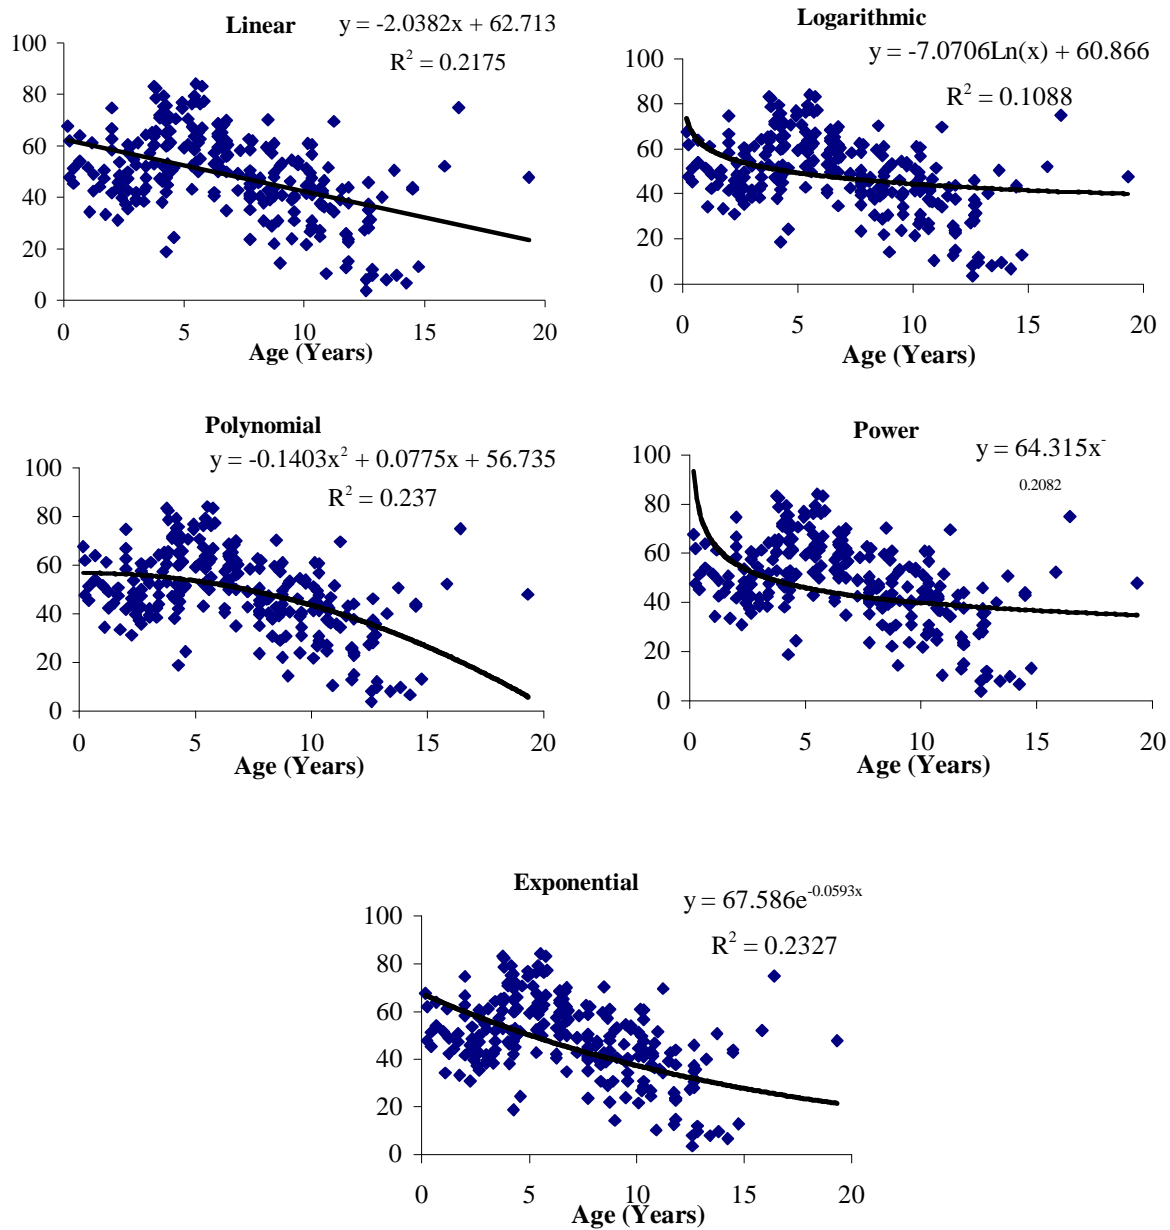 Linear
y = -2.0382x + 62.713
R² = 0.2175
100
80
60
40
20
0
0 5 10 15 20
Age (Years)
Logarithmic
y = -7.0706Ln(x) + 60.866
R² = 0.1088
100
80
60
40
20
0
0 5 10 15 20
Age (Years)
Polynomial
y = -0.1403x² + 0.0775x + 56.735
R² = 0.237
100
80
60
40
20
0
0 5 10 15 20
Age (Years)
Power
y = 64.315x⁻
0.2082
100
80
60
40
20
0
0 5 10 15 20
Age (Years)
Exponential
y = 67.586e⁻⁰·⁰⁵⁹³ˣ
R² = 0.2327
100
80
60
40
20
0
0 5 10 15 20
Age (Years)